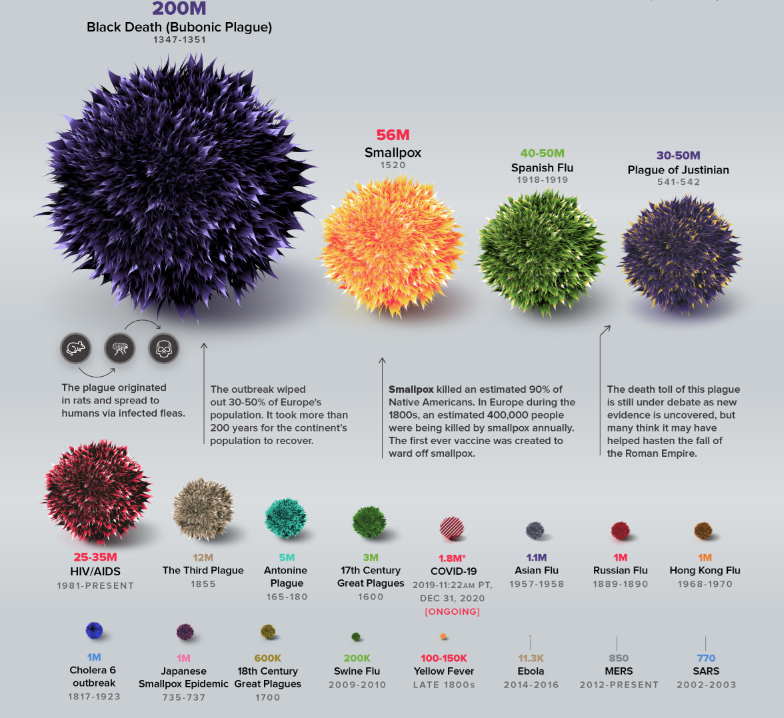 200M
Black Death (Bubonic Plague)
1347-1351
56M
Smallpox
1520
40-50M
Spanish Flu
1918-1919
30-50M
Plague of Justinian
541-542
The plague originated
in rats and spread to
humans via infected fleas.
The outbreak wiped
out 30-50% of Europe's
population. It took more than
200 years for the continent's
population to recover.
Smallpox killed an estimated 90% of
Native Americans. In Europe during the
1800s, an estimated 400,000 people
were being killed by smallpox annually.
The first ever vaccine was created to
ward off smallpox.
The death toll of this plague
is still under debate as new
evidence is uncovered, but
many think it may have
helped hasten the fall of
the Roman Empire.
25-35M
HIV/AIDS
1981-PRESENT
12M
The Third Plague
1855
5M
Antonine
Plague
165-180
3M
17th Century
Great Plagues
1600
1.8M*
COVID-19
2019-11:22AM PT,
DEC 31, 2020
[ONGOING]
1.1M
Asian Flu
1957-1958
1M
Russian Flu
1889-1890
1M
Hong Kong Flu
1968-1970
1M
Cholera 6
outbreak
1817-1923
1M
Japanese
Smallpox Epidemic
735-737
600K
18th Century
Great Plagues
1700
200K
Swine Flu
2009-2010
100-150K
Yellow Fever
LATE 1800s
11.3K
Ebola
2014-2016
850
MERS
2012-PRESENT
770
SARS
2002-2003